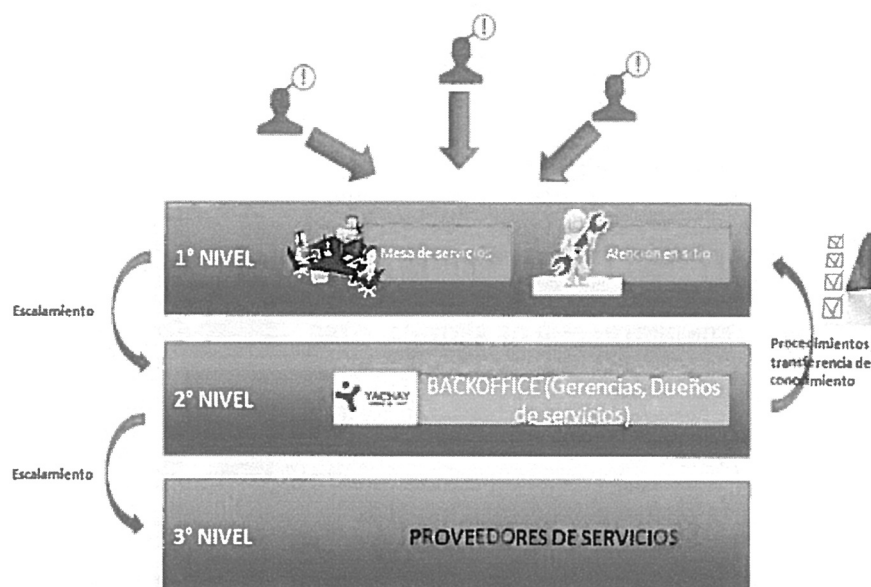 1° NIVEL
Mesa de servicios
Atención en sitio
Escalamiento
Procedimientos
transferencia de
conocimiento
2° NIVEL
YACHAY
BACKOFFICE (Gerencias, Dueños
de servicios)
Escalamiento
3° NIVEL
PROVEEDORES DE SERVICIOS